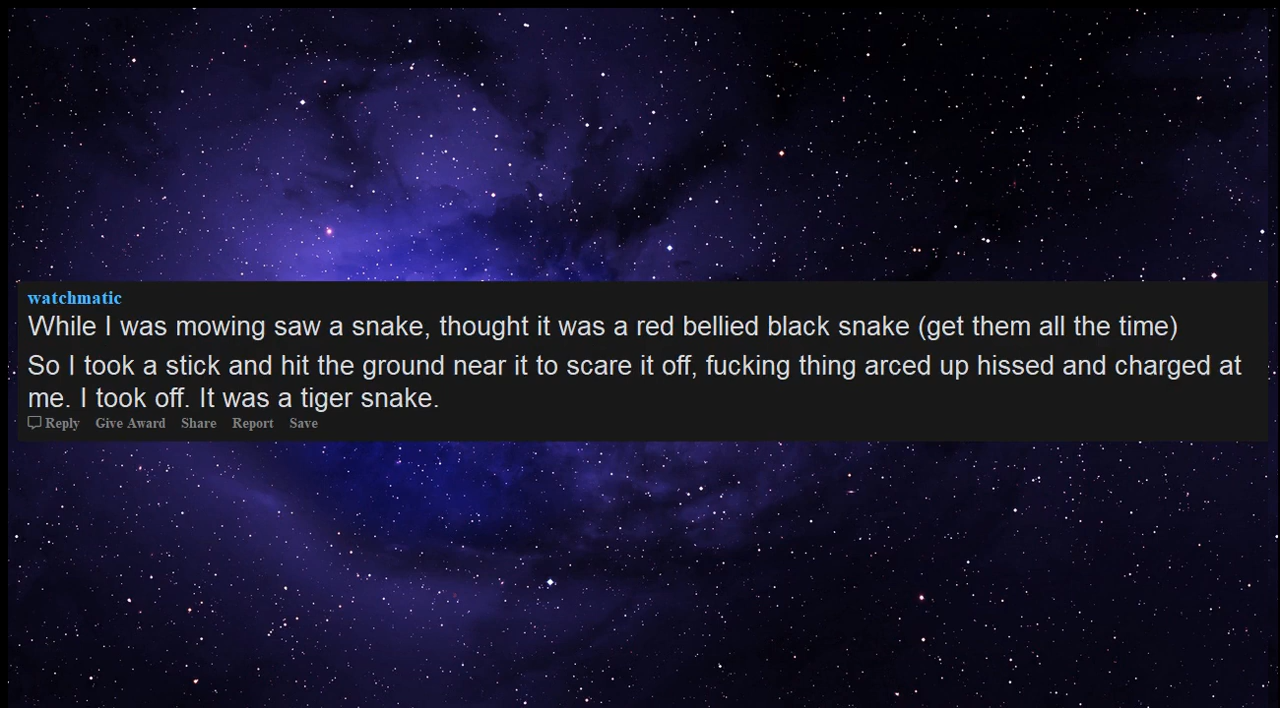 watchmatic
While I was mowing saw a snake, thought it was a red bellied black snake (get them all the time)
So I took a stick and hit the ground near it to scare it off, fucking thing arced up hissed and charged at
me. I took off. It was a tiger snake.
Reply Give Award Share Report Save